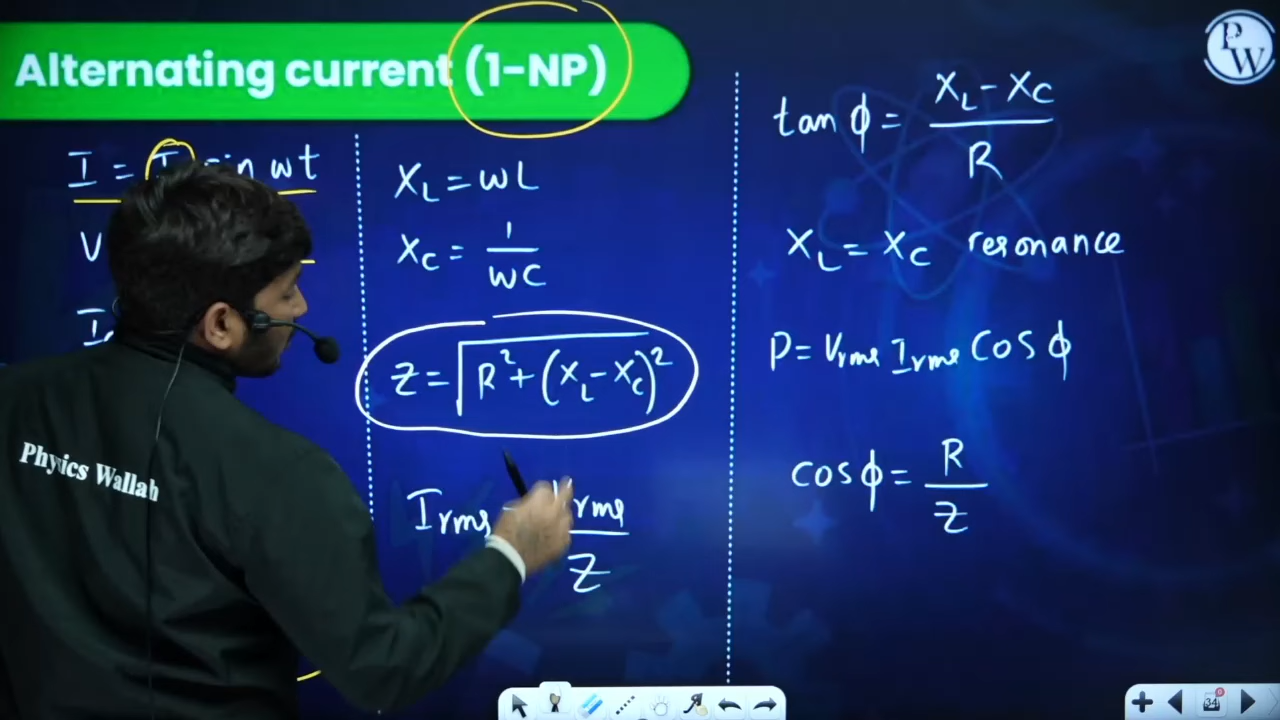 Alternating current (1-NP)
I = sin wt
V
X_L = wL
X_C = 1/wC
Z = √(R² + (X_L - X_C)²)
I_rms = V_rms/Z
tan ϕ = (X_L - X_C)/R
X_L = X_C resonance
P = V_rms I_rms cos ϕ
cos ϕ = R/Z
PW
Physics Wallah
34